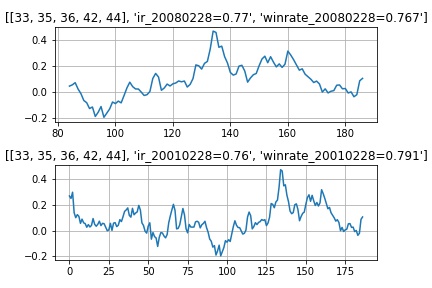 [[33, 35, 36, 42, 44], 'ir_20080228=0.77', 'winrate_20080228=0.767']
0.4
0.2
0.0
−0.2
80 100 120 140 160 180
[[33, 35, 36, 42, 44], 'ir_20010228=0.76', 'winrate_20010228=0.791']
0.4
0.2
0.0
−0.2
0 25 50 75 100 125 150 175